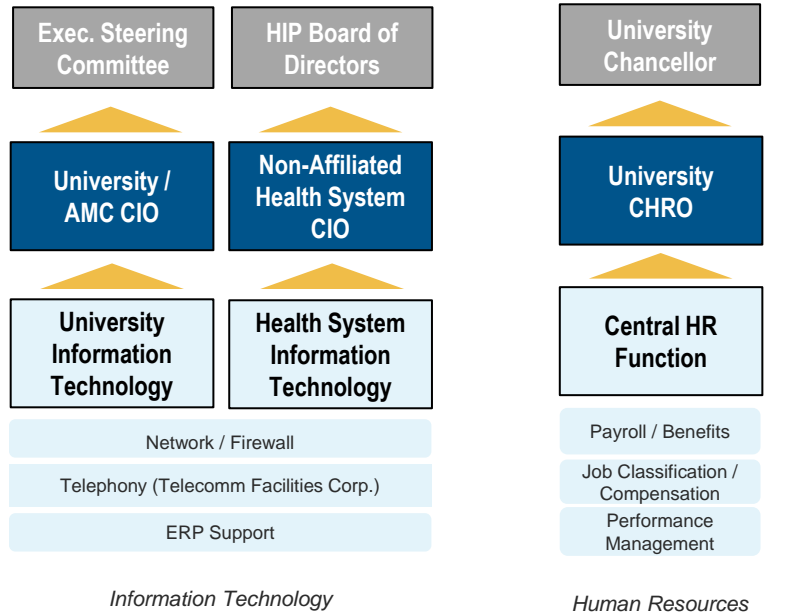 Exec. Steering
Committee
HIP Board of
Directors
University
Chancellor
University /
AMC CIO
Non-Affiliated
Health System
CIO
University
CHRO
University
Information
Technology
Health System
Information
Technology
Central HR
Function
Network / Firewall
Telephony (Telecomm Facilities Corp.)
ERP Support
Payroll / Benefits
Job Classification /
Compensation
Performance
Management
Information Technology
Human Resources